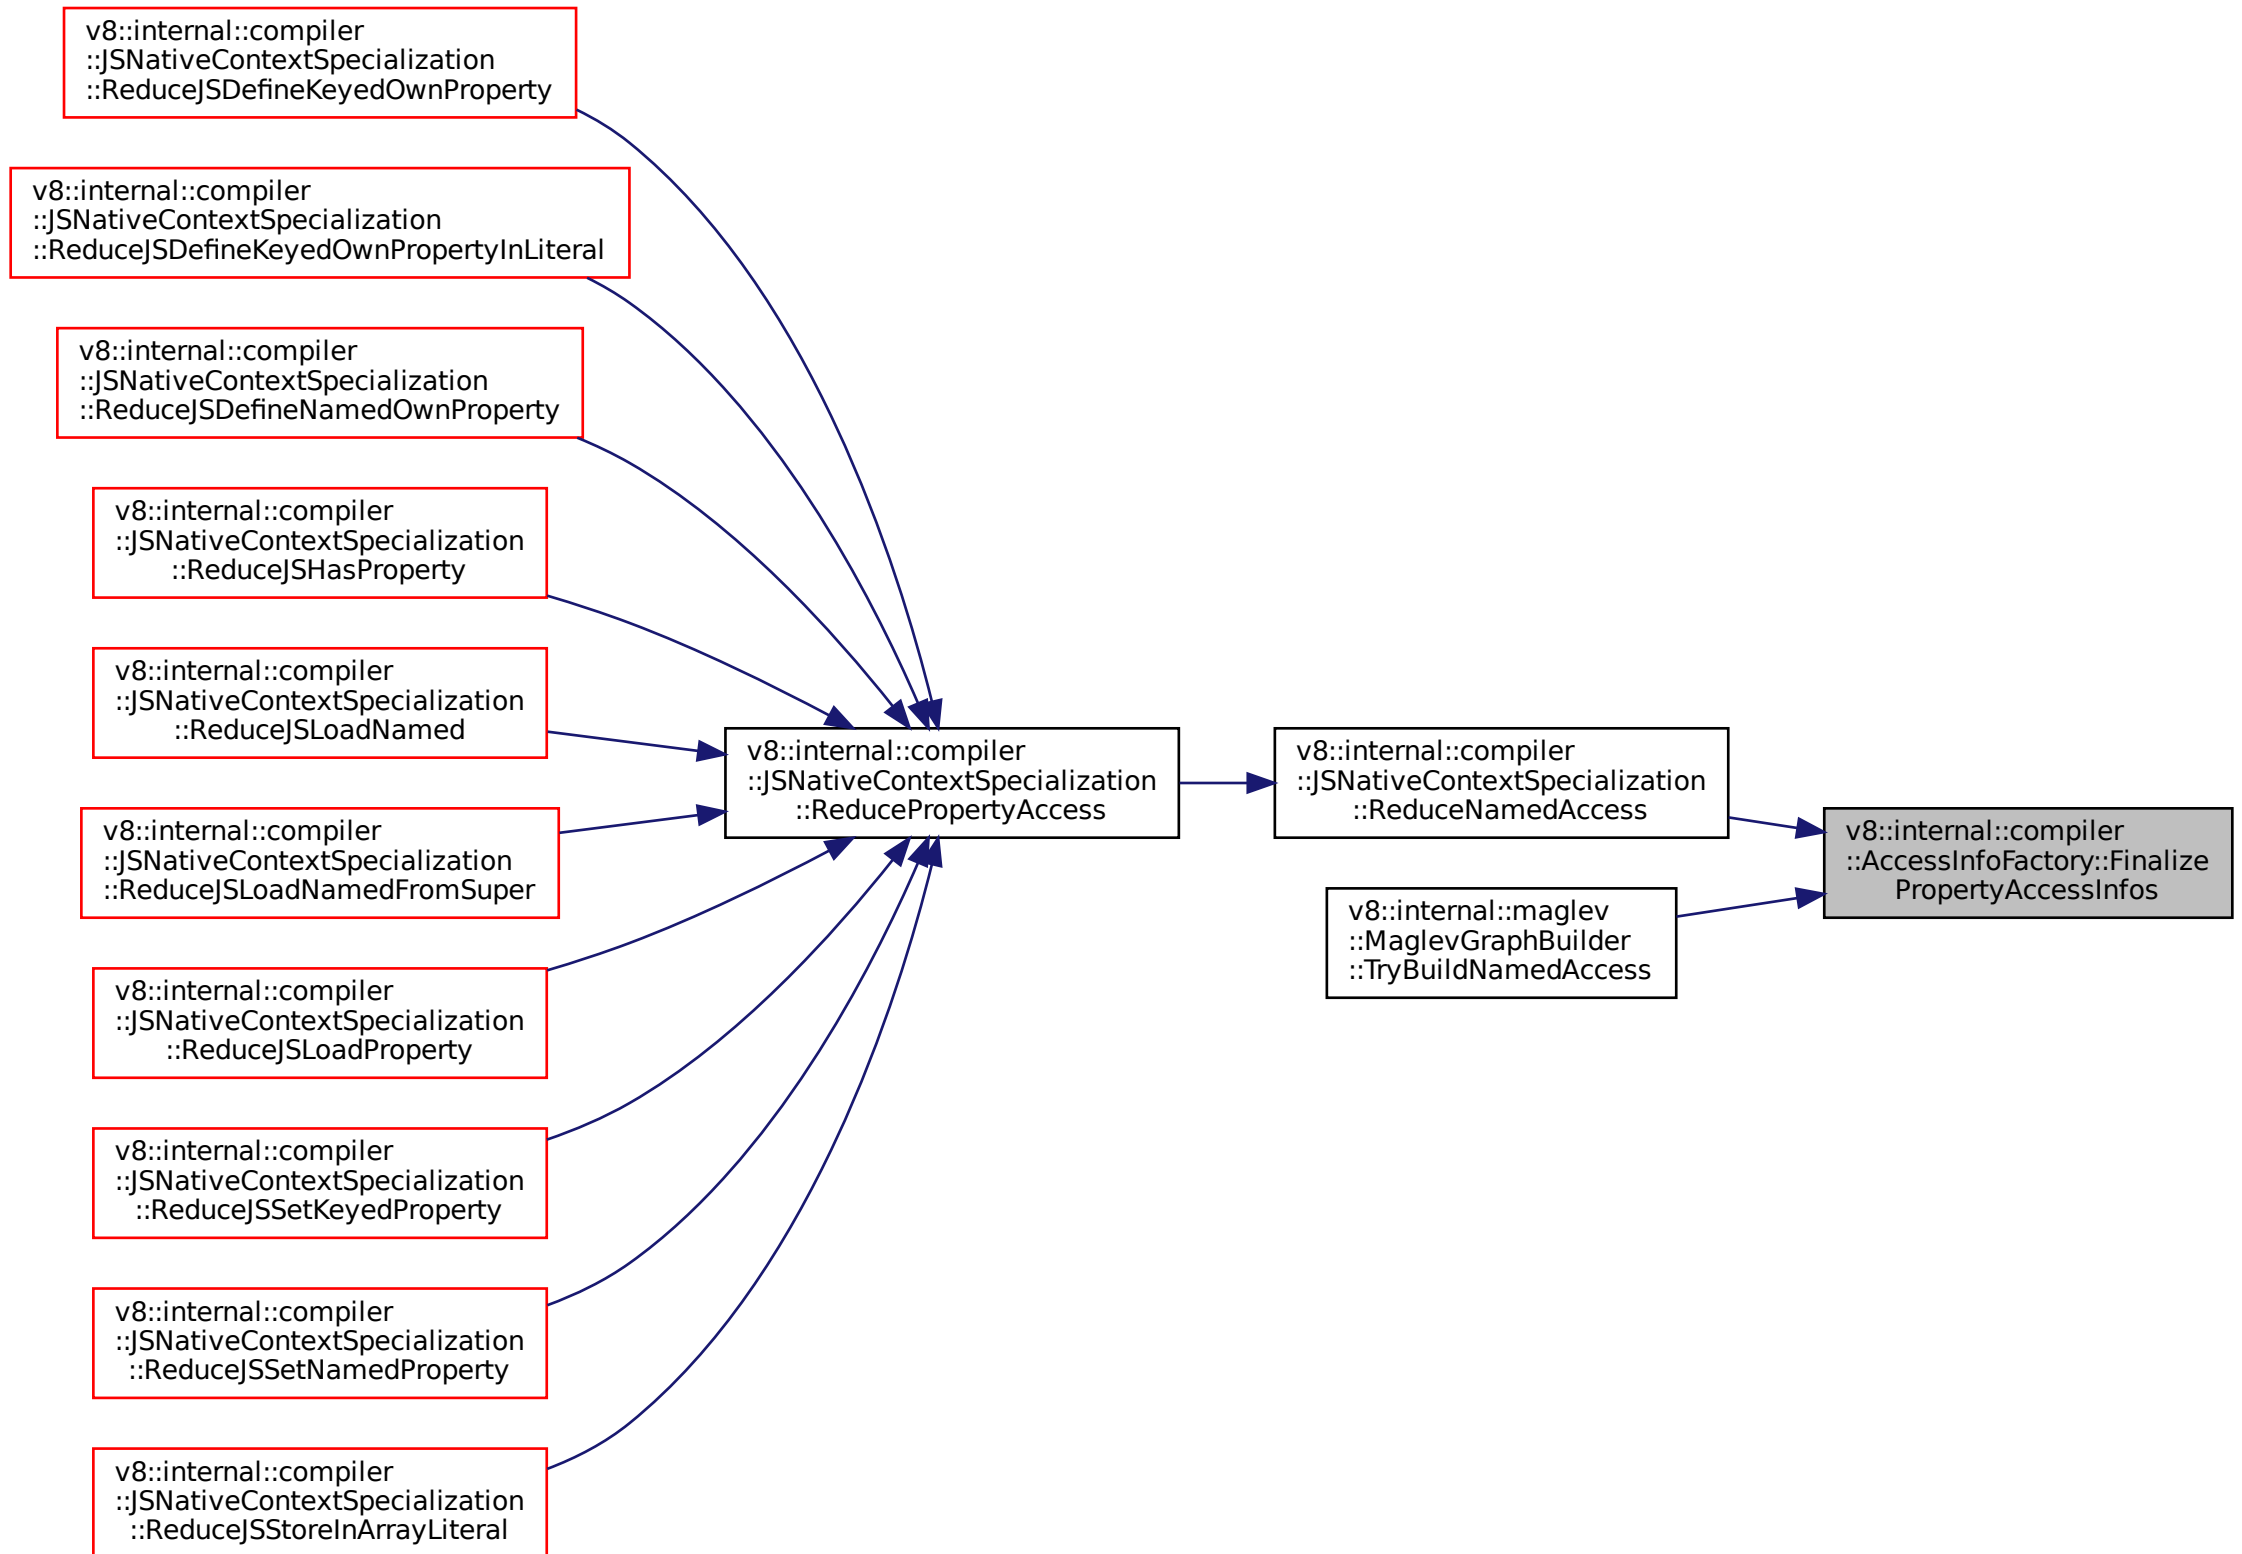 v8::internal::compiler
::JSNativeContextSpecialization
::ReduceJSDefineKeyedOwnProperty
v8::internal::compiler
::JSNativeContextSpecialization
::ReduceJSDefineKeyedOwnPropertyInLiteral
v8::internal::compiler
::JSNativeContextSpecialization
::ReduceJSDefineNamedOwnProperty
v8::internal::compiler
::JSNativeContextSpecialization
::ReduceJSHasProperty
v8::internal::compiler
::JSNativeContextSpecialization
::ReduceJSLoadNamed
v8::internal::compiler
::JSNativeContextSpecialization
::ReduceJSLoadNamedFromSuper
v8::internal::compiler
::JSNativeContextSpecialization
::ReduceJSLoadProperty
v8::internal::compiler
::JSNativeContextSpecialization
::ReduceJSSetKeyedProperty
v8::internal::compiler
::JSNativeContextSpecialization
::ReduceJSSetNamedProperty
v8::internal::compiler
::JSNativeContextSpecialization
::ReduceJSStoreInArrayLiteral
v8::internal::compiler
::JSNativeContextSpecialization
::ReducePropertyAccess
v8::internal::compiler
::JSNativeContextSpecialization
::ReduceNamedAccess
v8::internal::maglev
::MaglevGraphBuilder
::TryBuildNamedAccess
v8::internal::compiler
::AccessInfoFactory::Finalize
PropertyAccessInfos